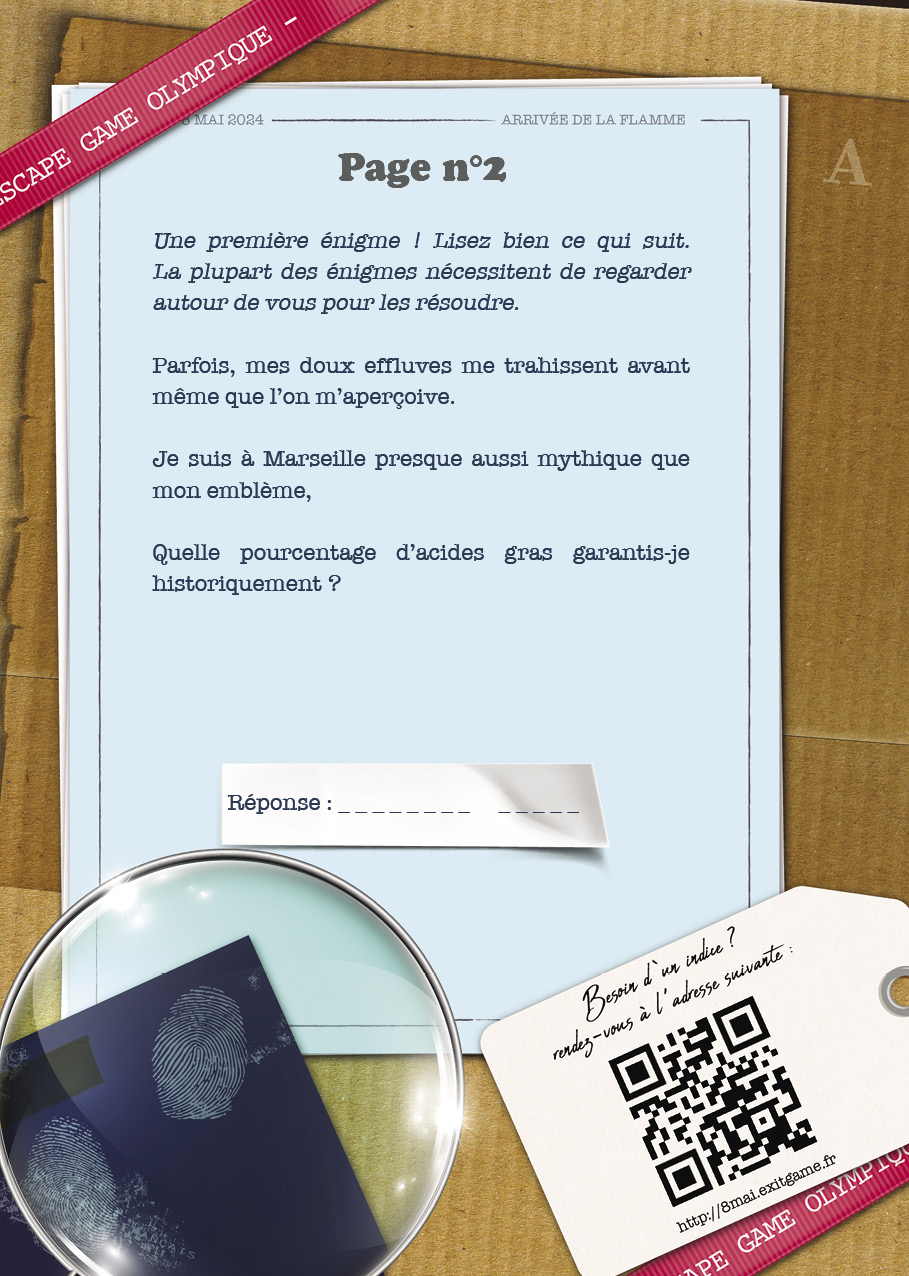 ESCAPE GAME OLYMPIQUE -
8 MAI 2024 ARRIVÉE DE LA FLAMME
A
Page n°2
Une première énigme ! Lisez bien ce qui suit.
La plupart des énigmes nécessitent de regarder
autour de vous pour les résoudre.
Parfois, mes doux effluves me trahissent avant
même que l'on m'aperçoive.
Je suis à Marseille presque aussi mythique que
mon emblème,
Quelle pourcentage d'acides gras garantis-je
historiquement ?
Réponse : _ _ _ _ _ _ _ _ _ _ _ _ _
Besoin d`un indice ?
rendez-vous à l'adresse suivante :
http://8mai.exitgame.fr
APE GAME OLYMPIQU